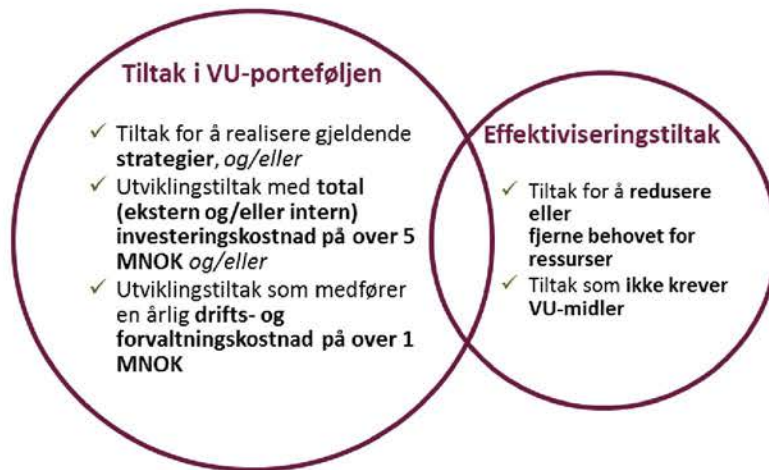 Tiltak i VU-porteføljen
✓ Tiltak for å realisere gjeldende
strategier, og/eller
✓ Utviklingstiltak med total
(ekstern og/eller intern)
investeringskostnad på over 5
MNOK og/eller
✓ Utviklingstiltak som medfører
en årlig drifts- og
forvaltningskostnad på over 1
MNOK
Effektiviseringstiltak
✓ Tiltak for å redusere
eller
fjerne behovet for
ressurser
✓ Tiltak som ikke krever
VU-midler